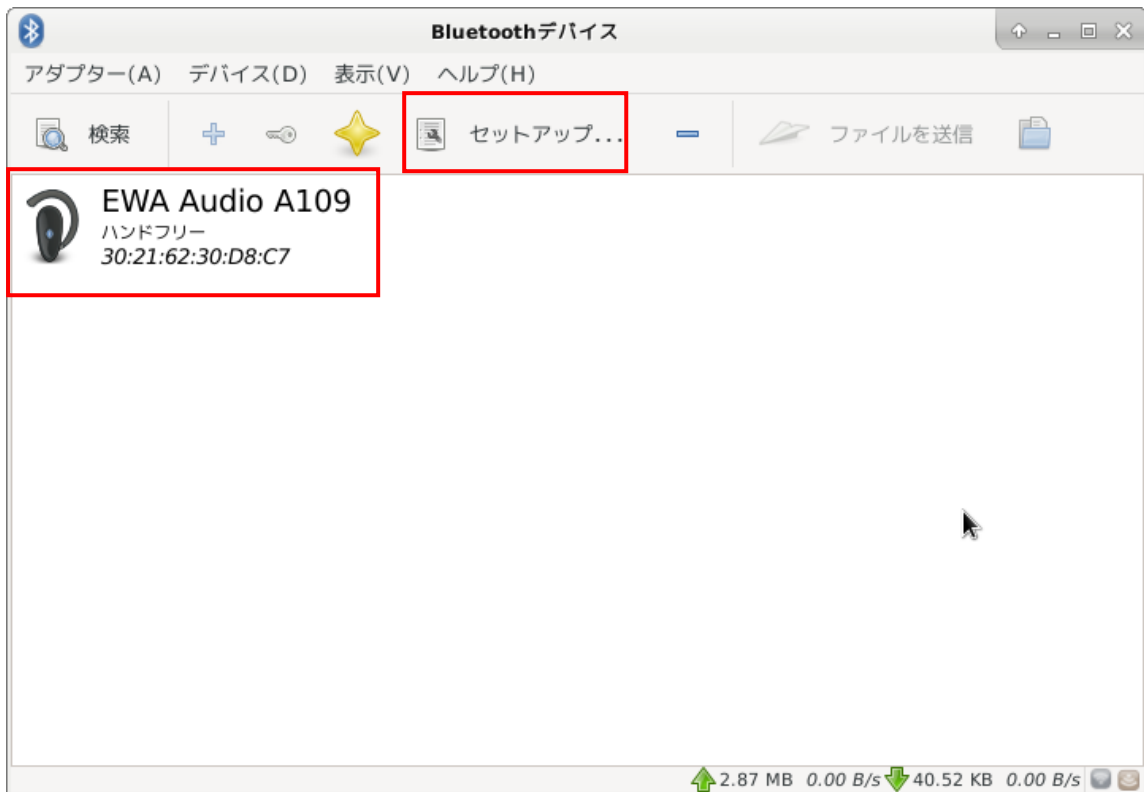 Bluetoothデバイス
アダプター(A) デバイス(D) 表示(V) ヘルプ(H)
検索 セットアップ... ファイルを送信
EWA Audio A109
ハンドフリー
30:21:62:30:D8:C7
2.87 MB 0.00 B/s 40.52 KB 0.00 B/s